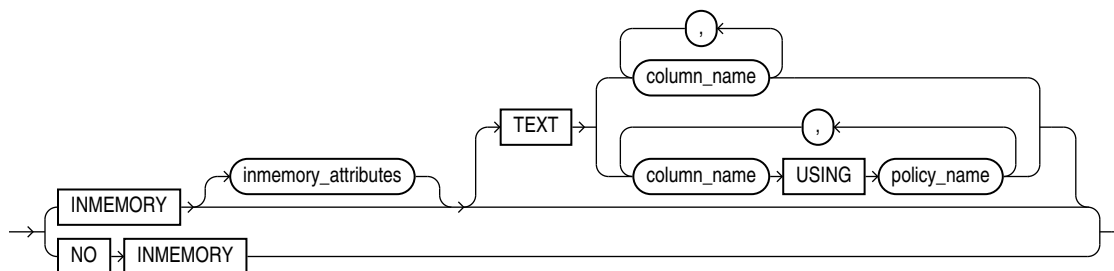 ,
column_name
TEXT
,
inmemory_attributes
column_name USING policy_name
INMEMORY
NO INMEMORY